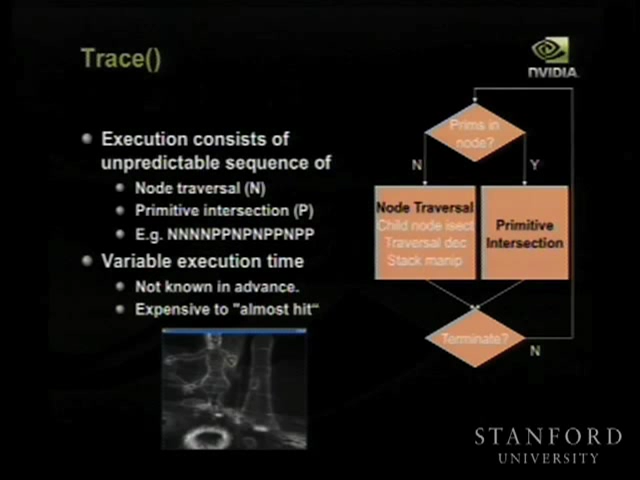 Trace()
NVIDIA
Execution consists of
unpredictable sequence of
Node traversal (N)
Primitive intersection (P)
E.g. NNNNPPNPNPPNPP
Variable execution time
Not known in advance.
Expensive to "almost hit“
Prims in
node?
N
Y
Node Traversal
Child node isect
Traversal dec
Stack manip
Primitive
Intersection
Terminate?
N
STANFORD
UNIVERSITY